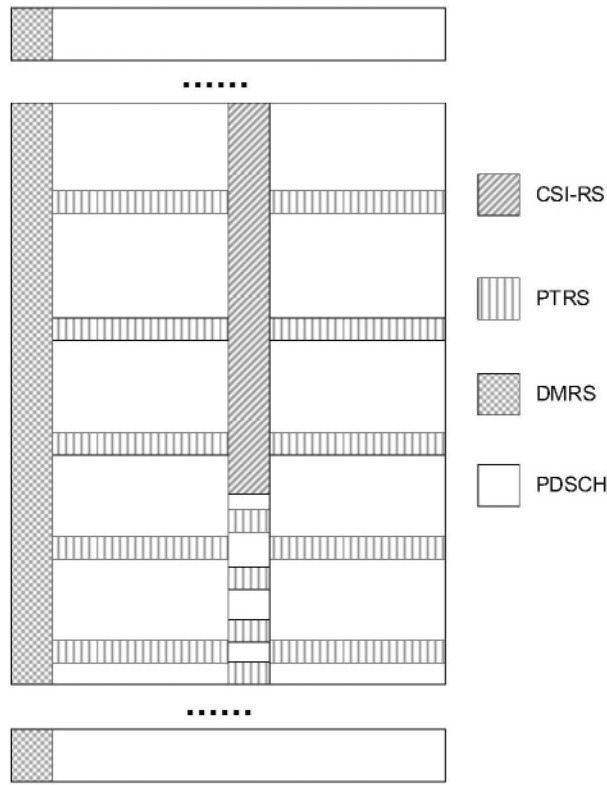 ......
CSI-RS
PTRS
DMRS
PDSCH
......